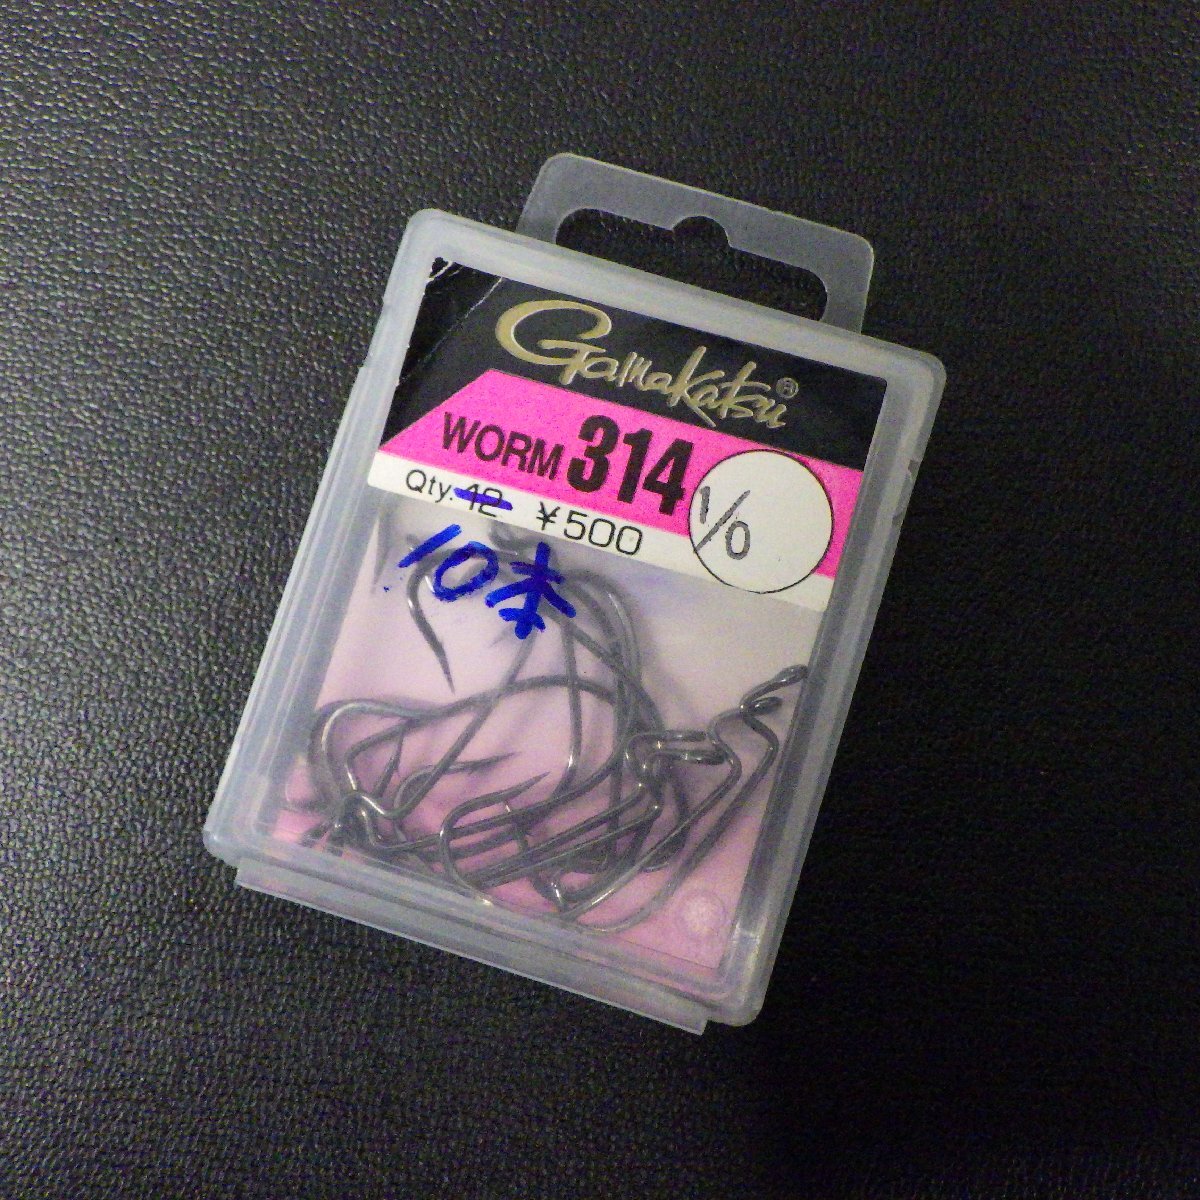 Gamakatsu®
WORM 314
1/0
Qty. 12 ¥500
10本